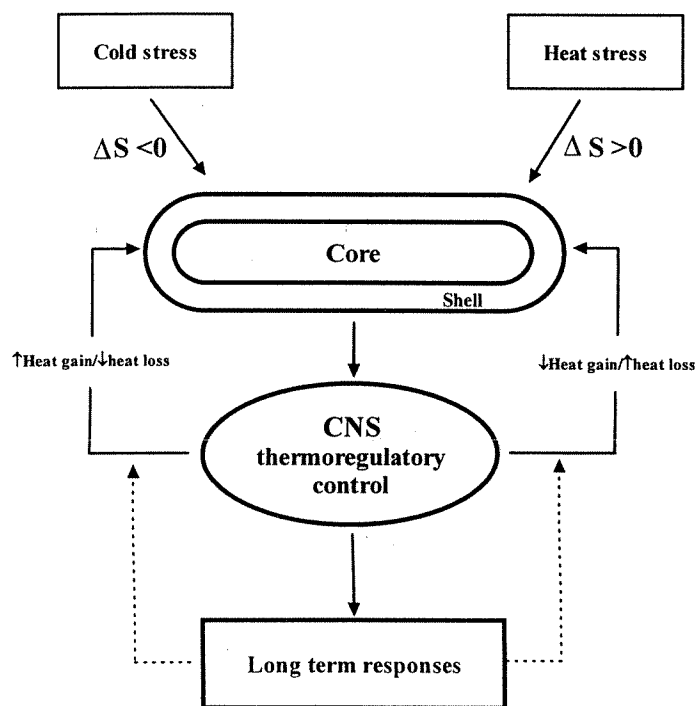 Cold stress
Heat stress
ΔS <0
Δ S >0
Core
Shell
↑Heat gain/↓heat loss
↓Heat gain/↑heat loss
CNS
thermoregulatory
control
Long term responses